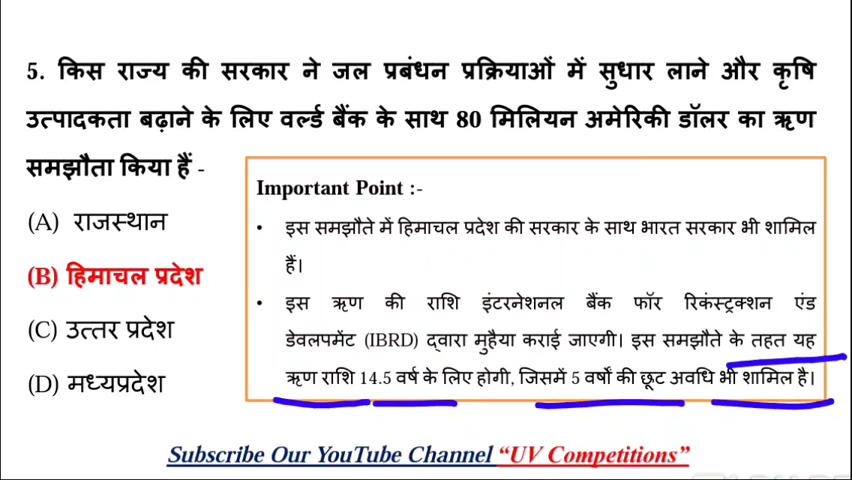 5. किस राज्य की सरकार ने जल प्रबंधन प्रक्रियाओं में सुधार लाने और कृषि
उत्पादकता बढ़ाने के लिए वर्ल्ड बैंक के साथ 80 मिलियन अमेरिकी डॉलर का ऋण
समझौता किया हैं -
(A) राजस्थान
(B) हिमाचल प्रदेश
(C) उत्तर प्रदेश
(D) मध्यप्रदेश
Important Point :-
• इस समझौते में हिमाचल प्रदेश की सरकार के साथ भारत सरकार भी शामिल
हैं।
• इस ऋण की राशि इंटरनेशनल बैंक फॉर रिकंस्ट्रक्शन एंड
डेवलपमेंट (IBRD) द्वारा मुहैया कराई जाएगी। इस समझौते के तहत यह
ऋण राशि 14.5 वर्ष के लिए होगी, जिसमें 5 वर्षों की छूट अवधि भी शामिल है।
Subscribe Our YouTube Channel “UV Competitions”